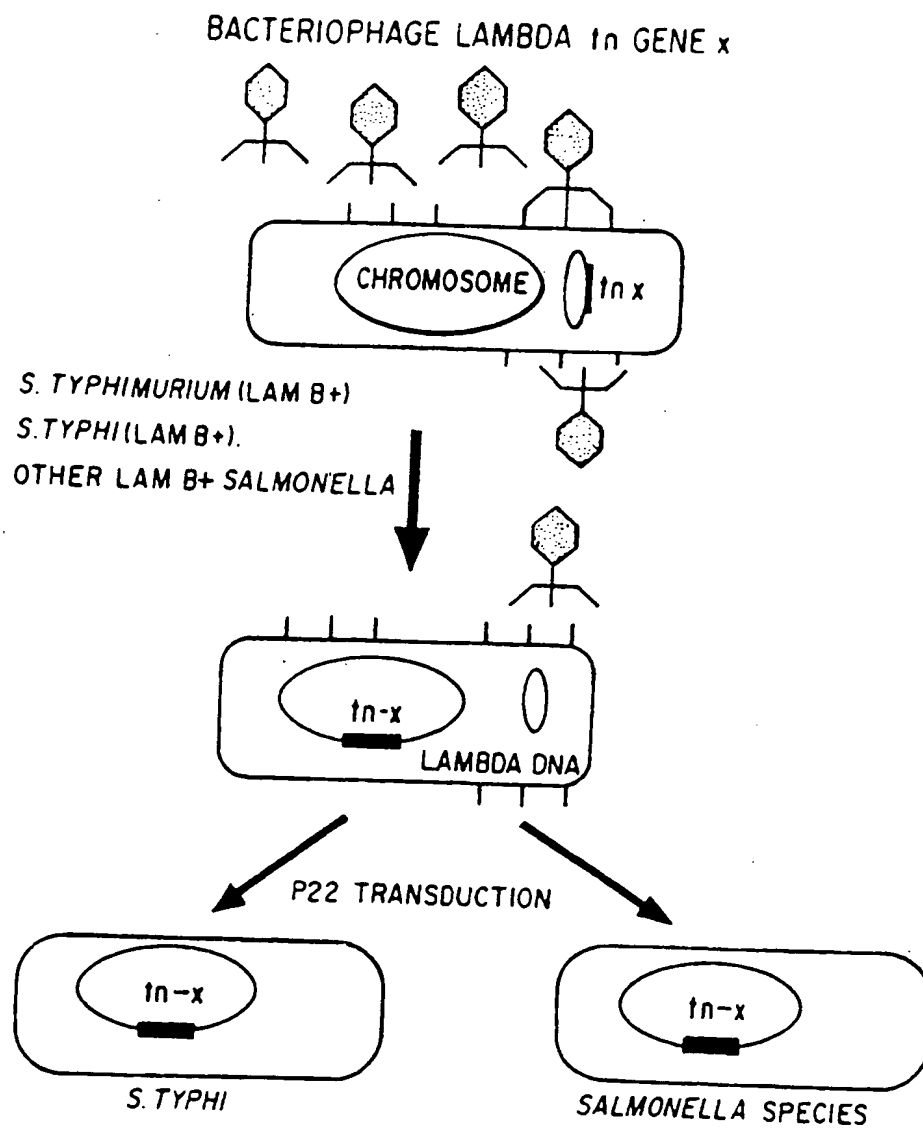 BACTERIOPHAGE LAMBDA tn GENE x
CHROMOSOME
tn x
S. TYPHIMURIUM (LAM B+)
S.TYPHI (LAM B+).
OTHER LAM B+ SALMONELLA
tn-x
LAMBDA DNA
P22 TRANSDUCTION
tn-x
tn-x
S. TYPHI
SALMONELLA SPECIES